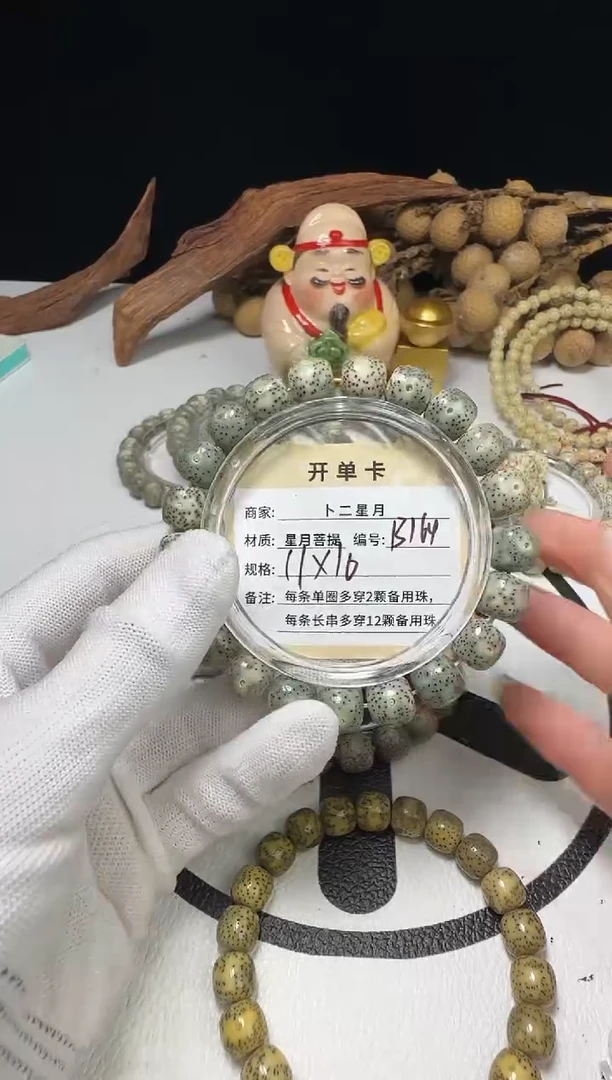 开单卡
商家: 卜二星月
材质: 星月菩提 编号: B164
规格: 11X10
备注: 每条单圈多穿2颗备用珠,
每条长串多穿12颗备用珠